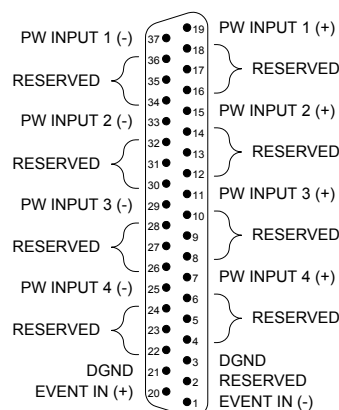 PW INPUT 1 (-) 37 19 PW INPUT 1 (+)
36 18
RESERVED 35 17 RESERVED
34 16
PW INPUT 2 (-) 33 15 PW INPUT 2 (+)
32 14
RESERVED 31 13 RESERVED
30 12
PW INPUT 3 (-) 29 11 PW INPUT 3 (+)
28 10
RESERVED 27 9 RESERVED
26 8
PW INPUT 4 (-) 25 7 PW INPUT 4 (+)
24 6
RESERVED 23 5 RESERVED
22 4
DGND 21 3 DGND
EVENT IN (+) 20 2 RESERVED
1 EVENT IN (-)